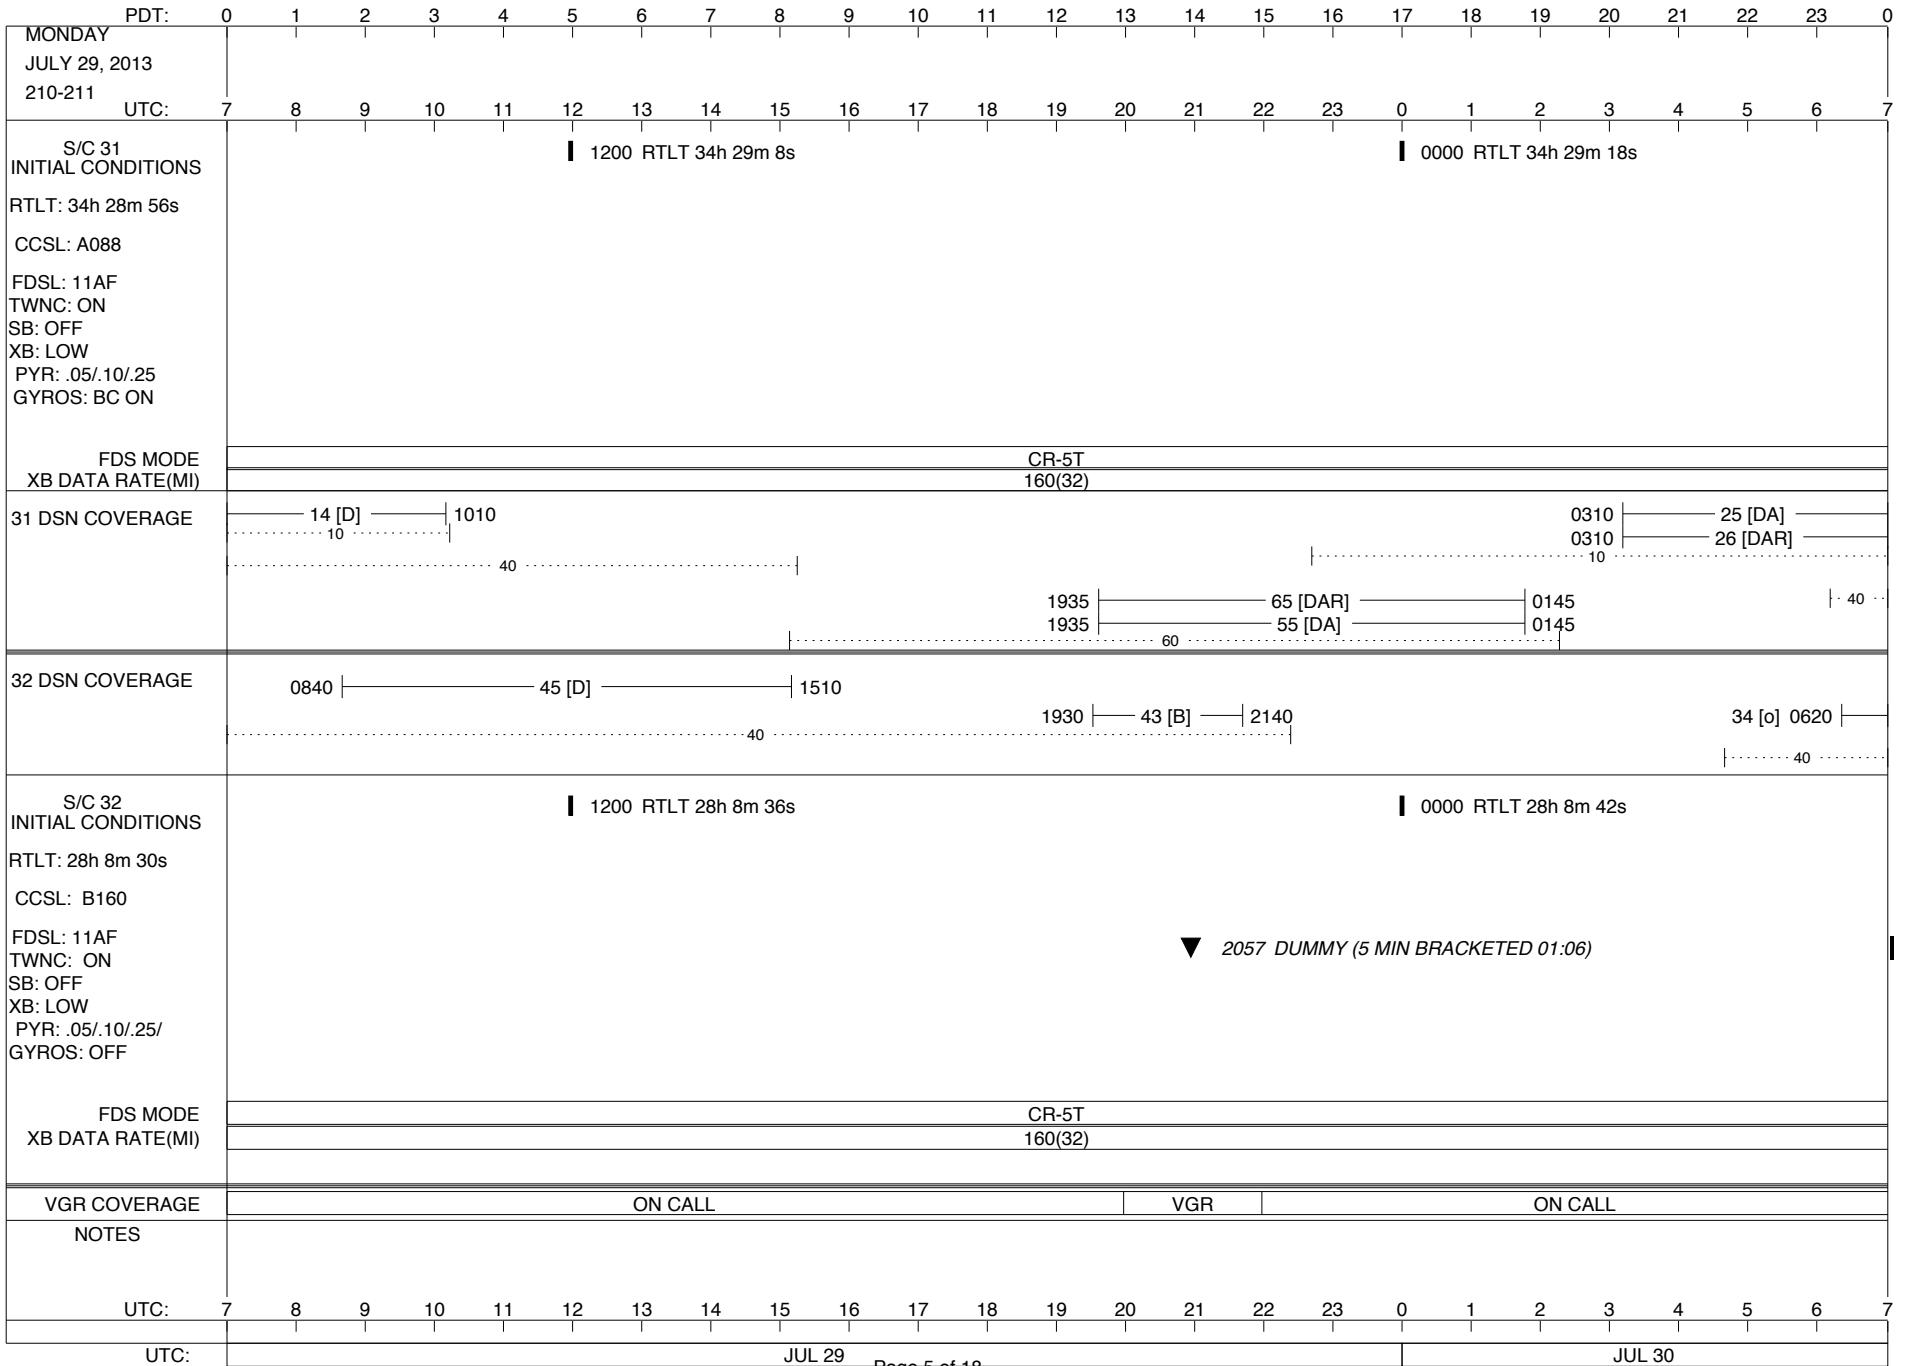 PDT: 0 1 2 3 4 5 6 7 8 9 10 11 12 13 14 15 16 17 18 19 20 21 22 23 0
MONDAY
JULY 29, 2013
210-211
UTC: 7 8 9 10 11 12 13 14 15 16 17 18 19 20 21 22 23 0 1 2 3 4 5 6 7
S/C 31
INITIAL CONDITIONS
1200 RTLT 34h 29m 8s
0000 RTLT 34h 29m 18s
RTLT: 34h 28m 56s
CCSL: A088
FDSL: 11AF
TWNC: ON
SB: OFF
XB: LOW
PYR: .05/.10/.25
GYROS: BC ON
FDS MODE CR-5T
XB DATA RATE(MI) 160(32)
31 DSN COVERAGE 14 [D] 1010 0310 25 [DA]
10 0310 26 [DAR]
10
40
1935 65 [DAR] 0145 40
1935 55 [DA] 0145
60
32 DSN COVERAGE
0840 45 [D] 1510
1930 43 [B] 2140 34 [o] 0620
40
40
S/C 32
INITIAL CONDITIONS
1200 RTLT 28h 8m 36s
0000 RTLT 28h 8m 42s
RTLT: 28h 8m 30s
CCSL: B160
FDSL: 11AF
2057 DUMMY (5 MIN BRACKETED 01:06)
TWNC: ON
SB: OFF
XB: LOW
PYR: .05/.10/.25/
GYROS: OFF
FDS MODE CR-5T
XB DATA RATE(MI) 160(32)
VGR COVERAGE ON CALL VGR ON CALL
NOTES
UTC: 7 8 9 10 11 12 13 14 15 16 17 18 19 20 21 22 23 0 1 2 3 4 5 6 7
UTC: JUL 29 JUL 30
Page 5 of 18